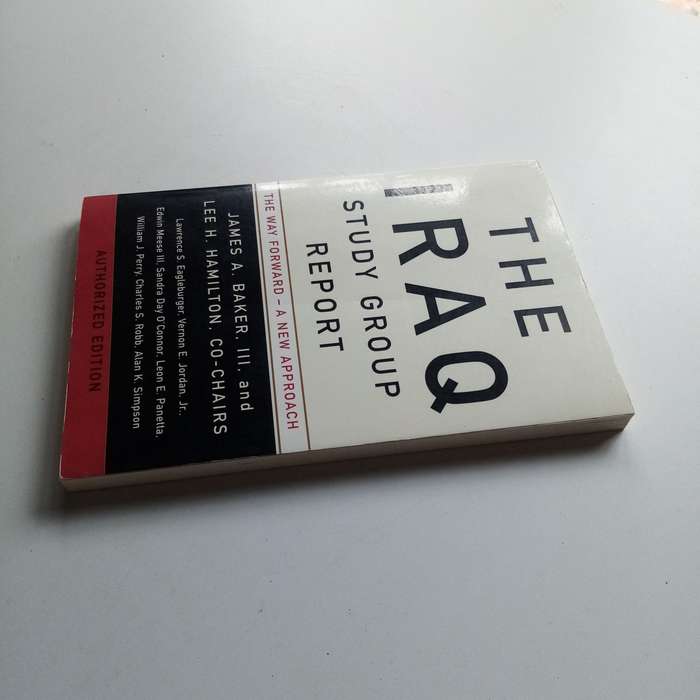 THE
IRAQ
STUDY GROUP
REPORT
THE WAY FORWARD – A NEW APPROACH
JAMES A. BAKER, III, and
LEE H. HAMILTON, CO-CHAIRS
Lawrence S. Eagleburger, Vernon E. Jordan, Jr.,
Edwin Meese III, Sandra Day O'Connor, Leon E. Panetta,
William J. Perry, Charles S. Robb, Alan K. Simpson
AUTHORIZED EDITION